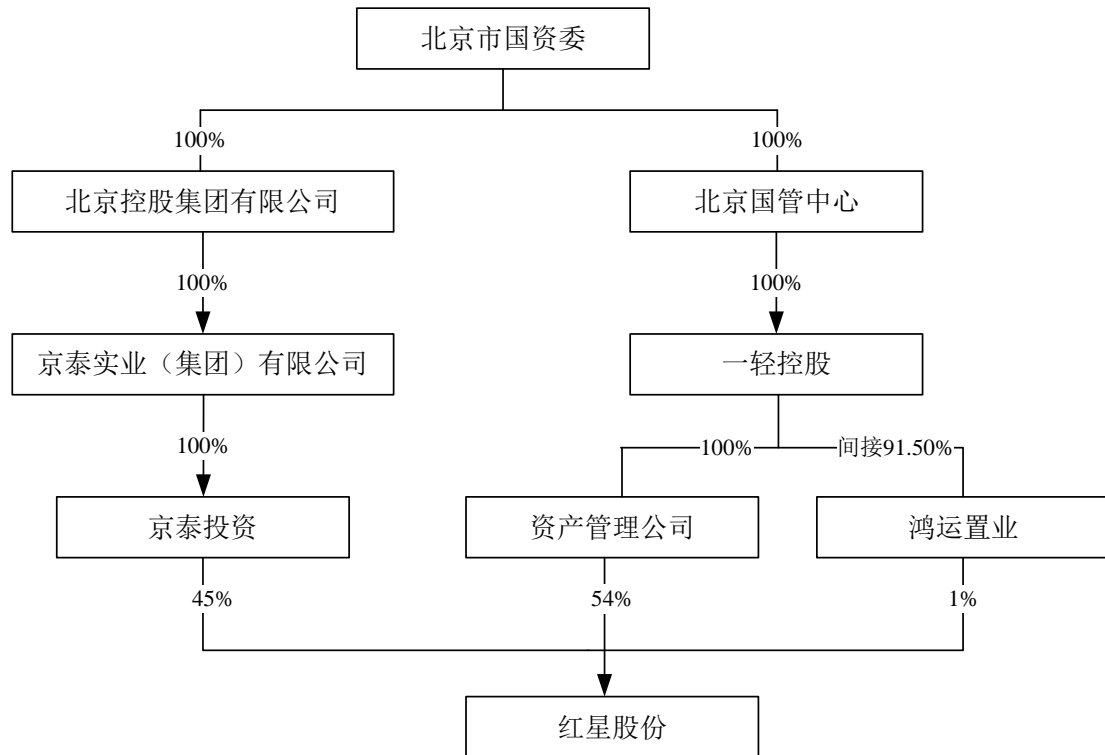 北京市国资委
100%
100%
北京控股集团有限公司
北京国管中心
100%
100%
京泰实业（集团）有限公司
一轻控股
100%
100%
间接91.50%
京泰投资
资产管理公司
鸿运置业
45%
54%
1%
红星股份